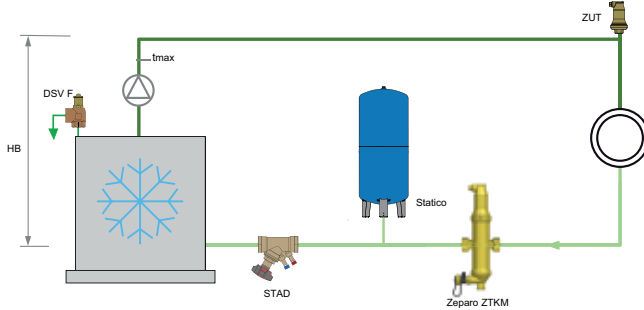 ZUT
tmax
DSV F
HB
Statico
STAD
Zeparo ZTKM